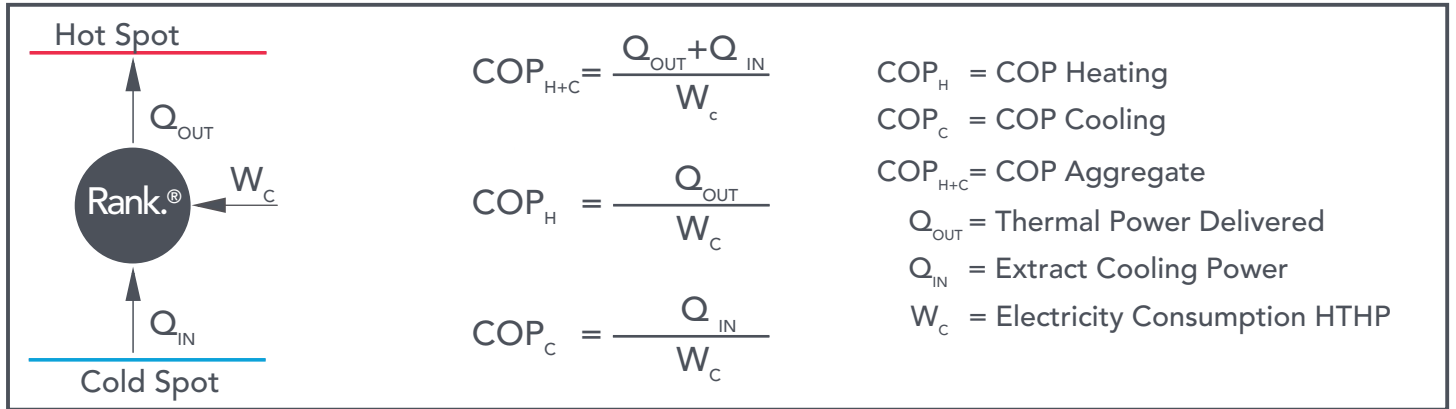 Hot Spot
Q_OUT
Rank.®
W_C
Q_IN
Cold Spot
COP_H+C = Q_OUT+Q_IN / W_c
COP_H = Q_OUT / W_C
COP_C = Q_IN / W_C
COP_H = COP Heating
COP_C = COP Cooling
COP_H+C = COP Aggregate
Q_OUT = Thermal Power Delivered
Q_IN = Extract Cooling Power
W_C = Electricity Consumption HTHP